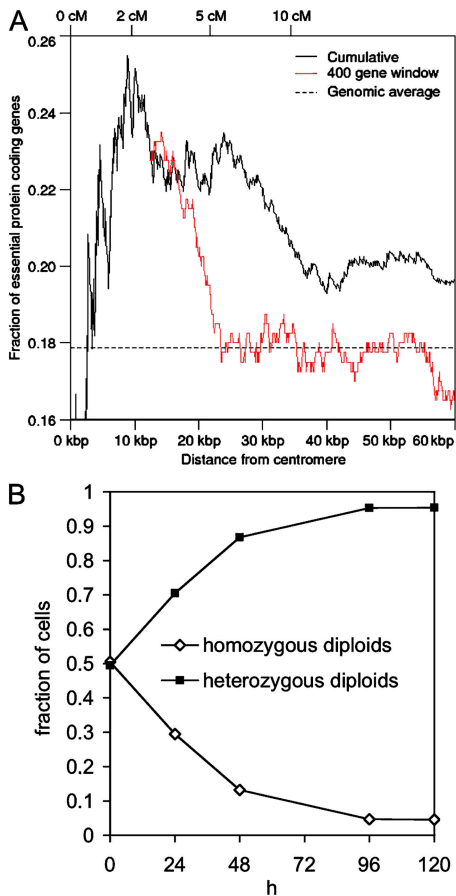 A
0 cM 2 cM 5 cM 10 cM
0.26
0.24
0.22
0.20
0.18
0.16
Fraction of essential protein coding genes
Cumulative
400 gene window
Genomic average
0 kbp 10 kbp 20 kbp 30 kbp 40 kbp 50 kbp 60 kbp
Distance from centromere
B
1
0.9
0.8
0.7
0.6
0.5
0.4
0.3
0.2
0.1
0
fraction of cells
homozygous diploids
heterozygous diploids
0 24 48 72 96 120
h